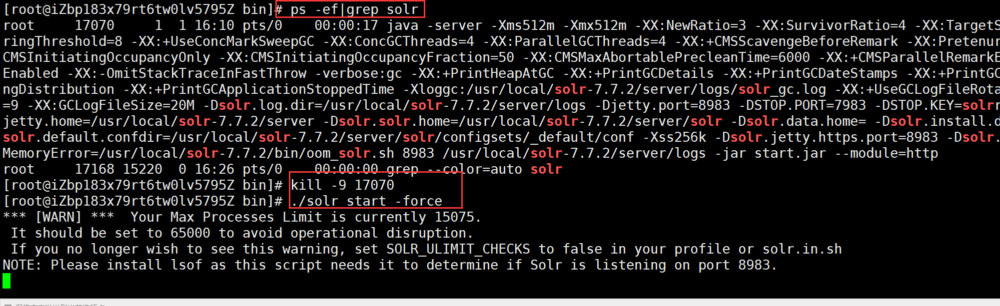 [root@iZbp183x79rt6tw0lv5795Z bin]# ps -ef|grep solr
root     17070     1  1 16:10 pts/0    00:00:17 java -server -Xms512m -Xmx512m -XX:NewRatio=3 -XX:SurvivorRatio=4 -XX:TargetS
ringThreshold=8 -XX:+UseConcMarkSweepGC -XX:ConcGCThreads=4 -XX:ParallelGCThreads=4 -XX:+CMSScavengeBeforeRemark -XX:Pretenur
CMSInitiatingOccupancyOnly -XX:CMSInitiatingOccupancyFraction=50 -XX:CMSMaxAbortablePrecleanTime=6000 -XX:+CMSParallelRemarkE
Enabled -XX:-OmitStackTraceInFastThrow -verbose:gc -XX:+PrintHeapAtGC -XX:+PrintGCDetails -XX:+PrintGCDateStamps -XX:+PrintGC
ngDistribution -XX:+PrintGCApplicationStoppedTime -Xloggc:/usr/local/solr-7.7.2/server/logs/solr_gc.log -XX:+UseGCLogFileRota
=9 -XX:GCLogFileSize=20M -Dsolr.log.dir=/usr/local/solr-7.7.2/server/logs -Djetty.port=8983 -DSTOP.PORT=7983 -DSTOP.KEY=solrr
jetty.home=/usr/local/solr-7.7.2/server -Dsolr.solr.home=/usr/local/solr-7.7.2/server/solr -Dsolr.data.home= -Dsolr.install.d
solr.default.confdir=/usr/local/solr-7.7.2/server/solr/configsets/_default/conf -Xss256k -Dsolr.jetty.https.port=8983 -Dsolr.
MemoryError=/usr/local/solr-7.7.2/bin/oom_solr.sh 8983 /usr/local/solr-7.7.2/server/logs -jar start.jar --module=http
root     17168 15220  0 16:26 pts/0    00:00:00 grep --color=auto solr
[root@iZbp183x79rt6tw0lv5795Z bin]# kill -9 17070
[root@iZbp183x79rt6tw0lv5795Z bin]# ./solr start -force
*** [WARN] ***  Your Max Processes Limit is currently 15075.
 It should be set to 65000 to avoid operational disruption.
 If you no longer wish to see this warning, set SOLR_ULIMIT_CHECKS to false in your profile or solr.in.sh
NOTE: Please install lsof as this script needs it to determine if Solr is listening on port 8983.